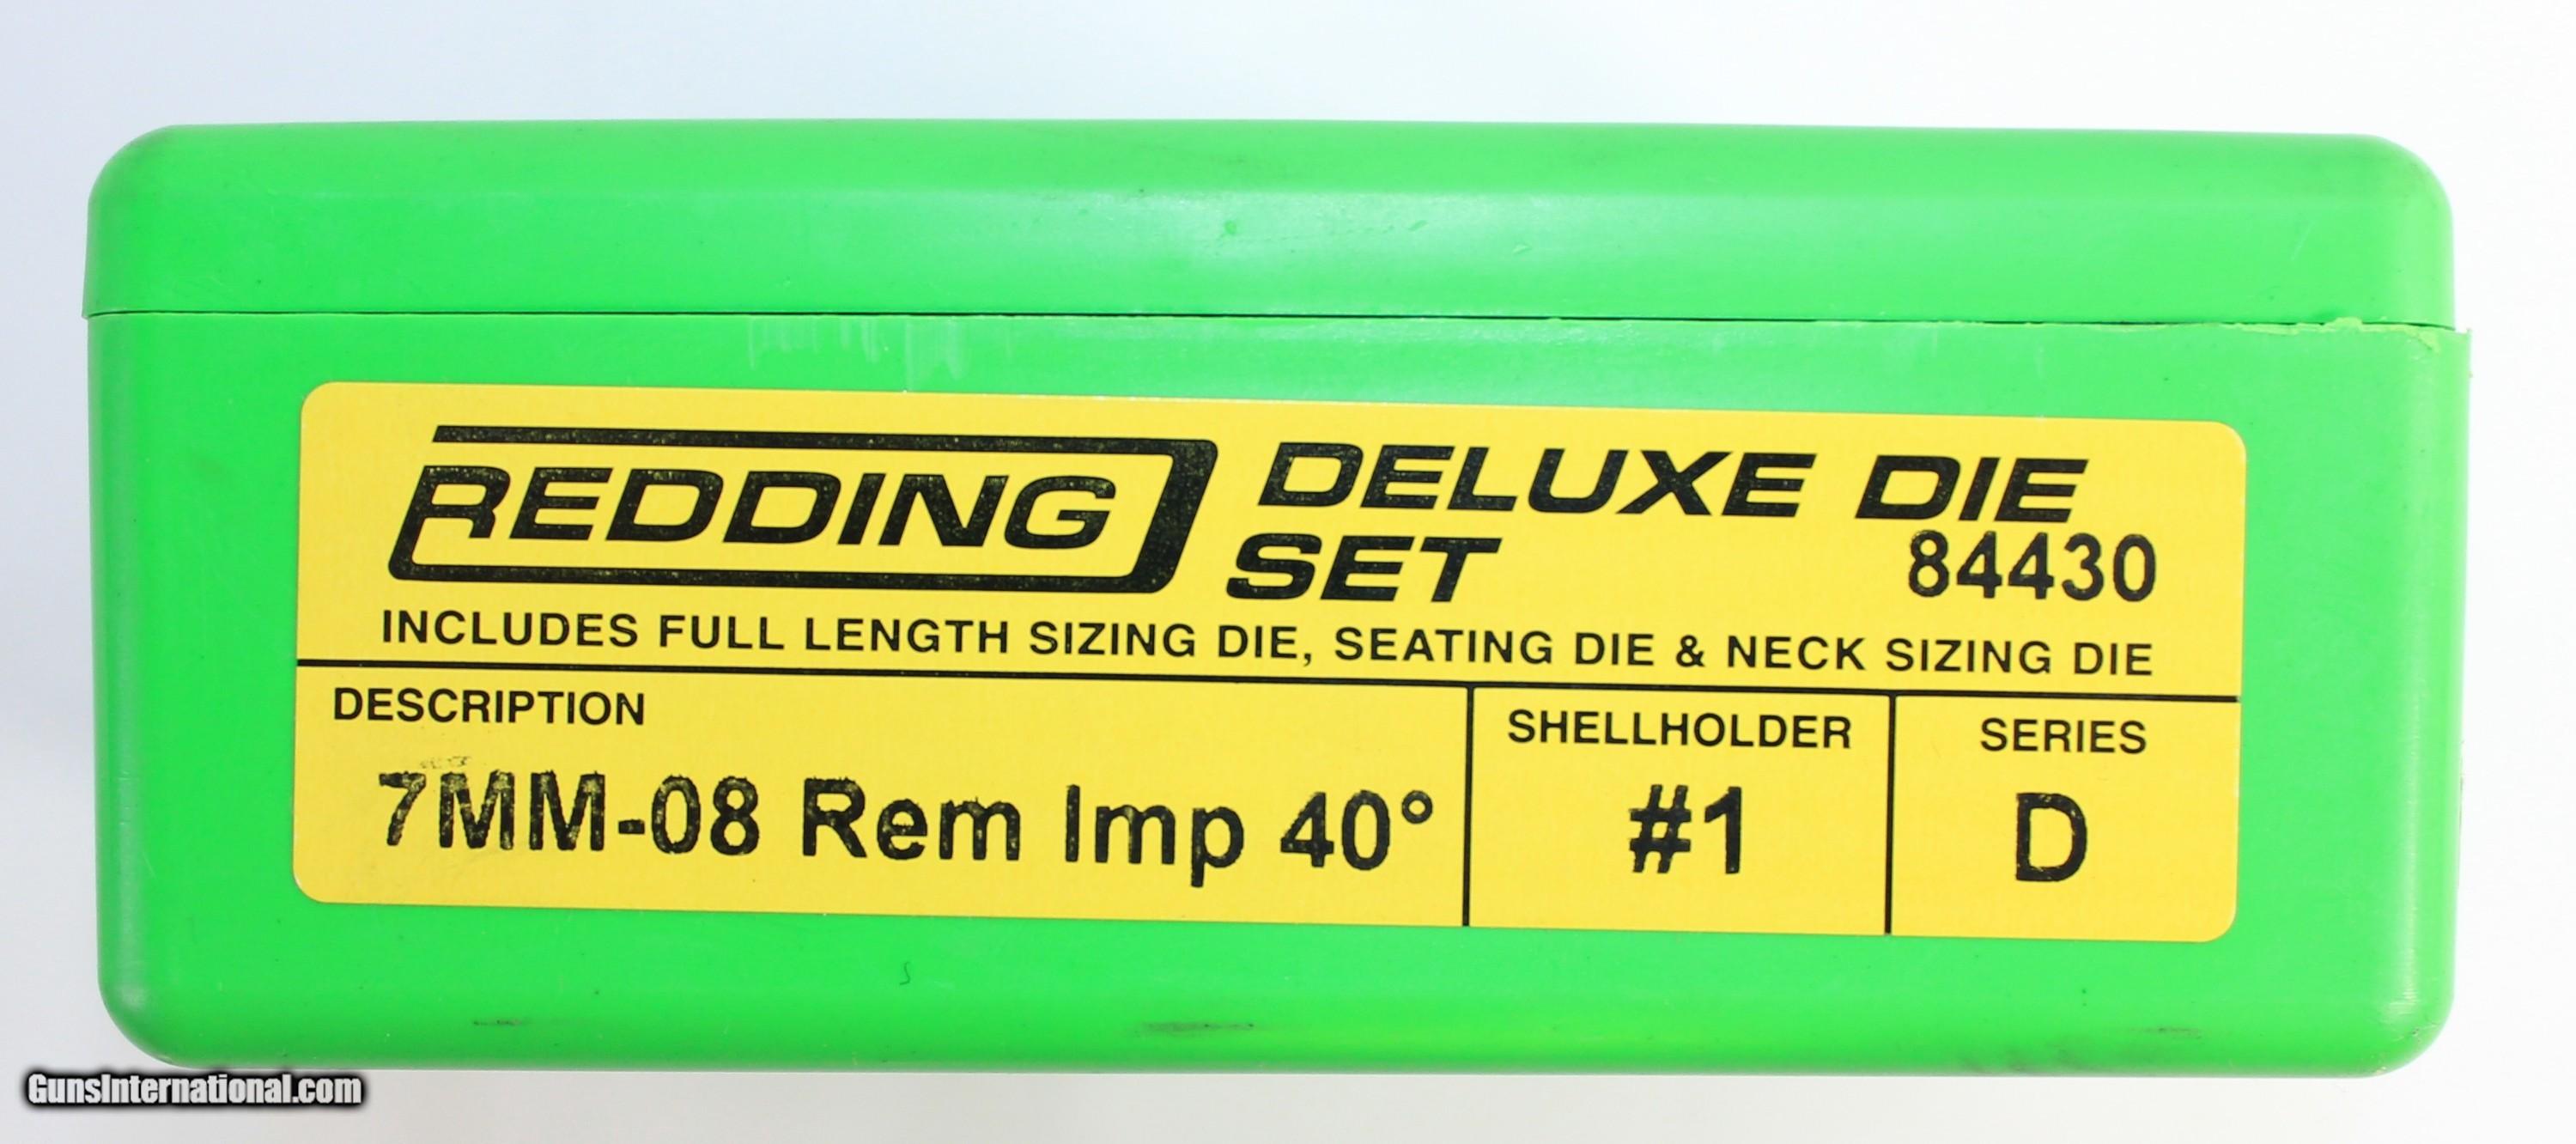 REDDING DELUXE DIE
SET 84430
INCLUDES FULL LENGTH SIZING DIE, SEATING DIE & NECK SIZING DIE
DESCRIPTION SHELLHOLDER SERIES
7MM-08 Rem Imp 40° #1 D
GunsInternational.com